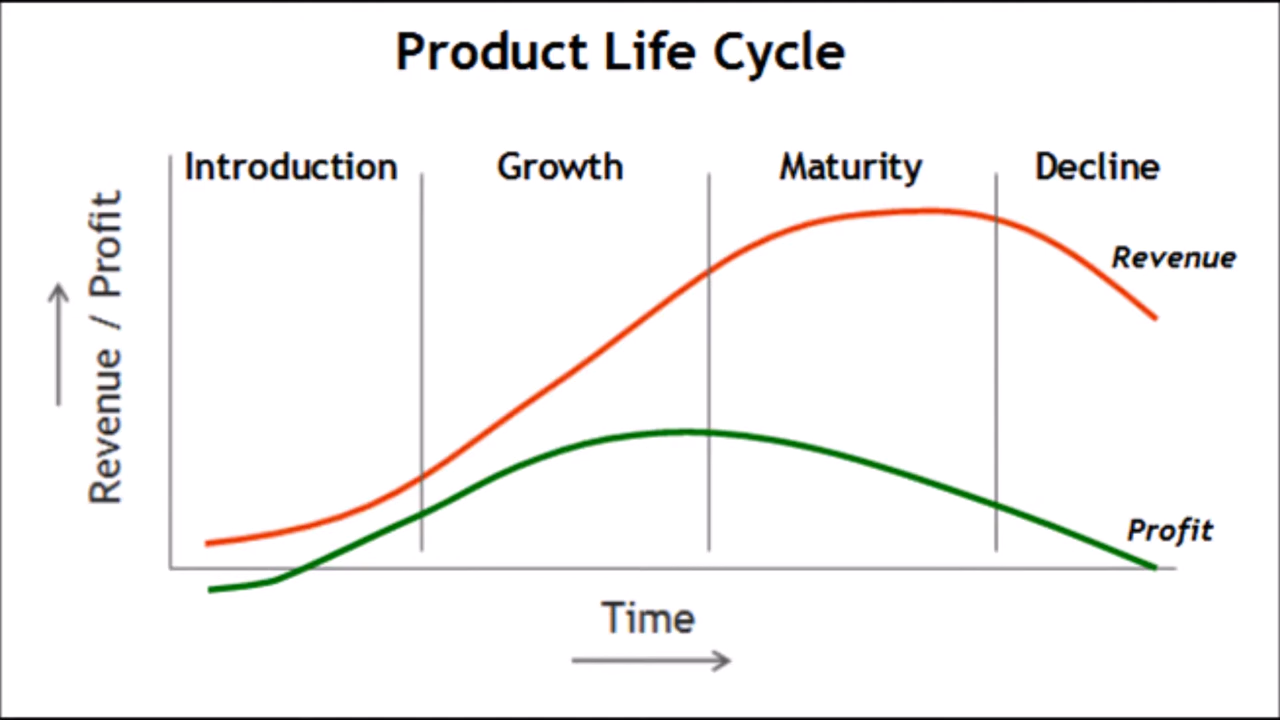 Product Life Cycle
Introduction
Growth
Maturity
Decline
Revenue / Profit
Revenue
Profit
Time